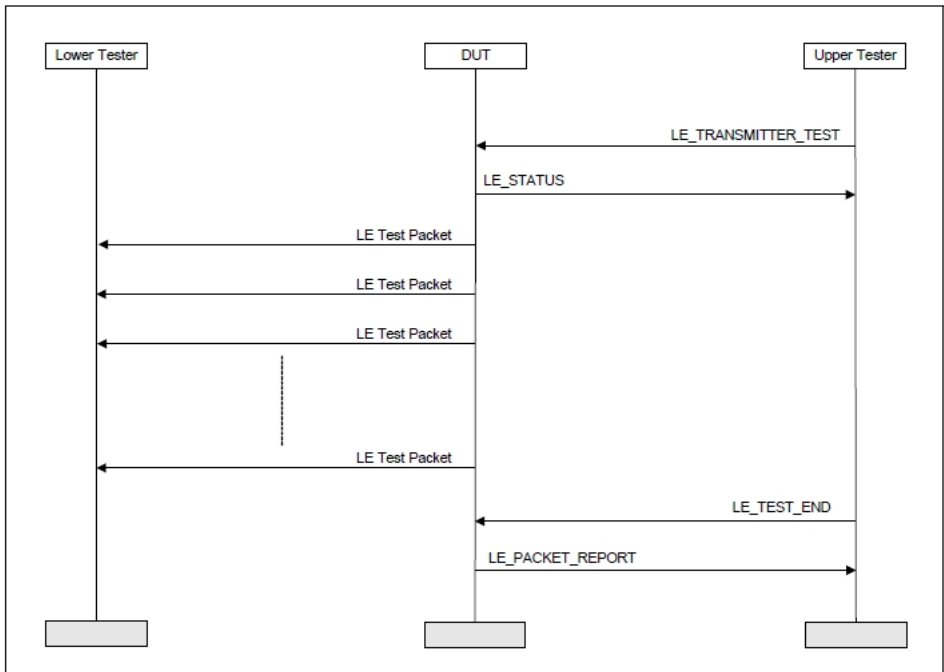 Lower Tester
DUT
Upper Tester
LE_TRANSMITTER_TEST
LE_STATUS
LE Test Packet
LE Test Packet
LE Test Packet
LE Test Packet
LE_TEST_END
LE_PACKET_REPORT